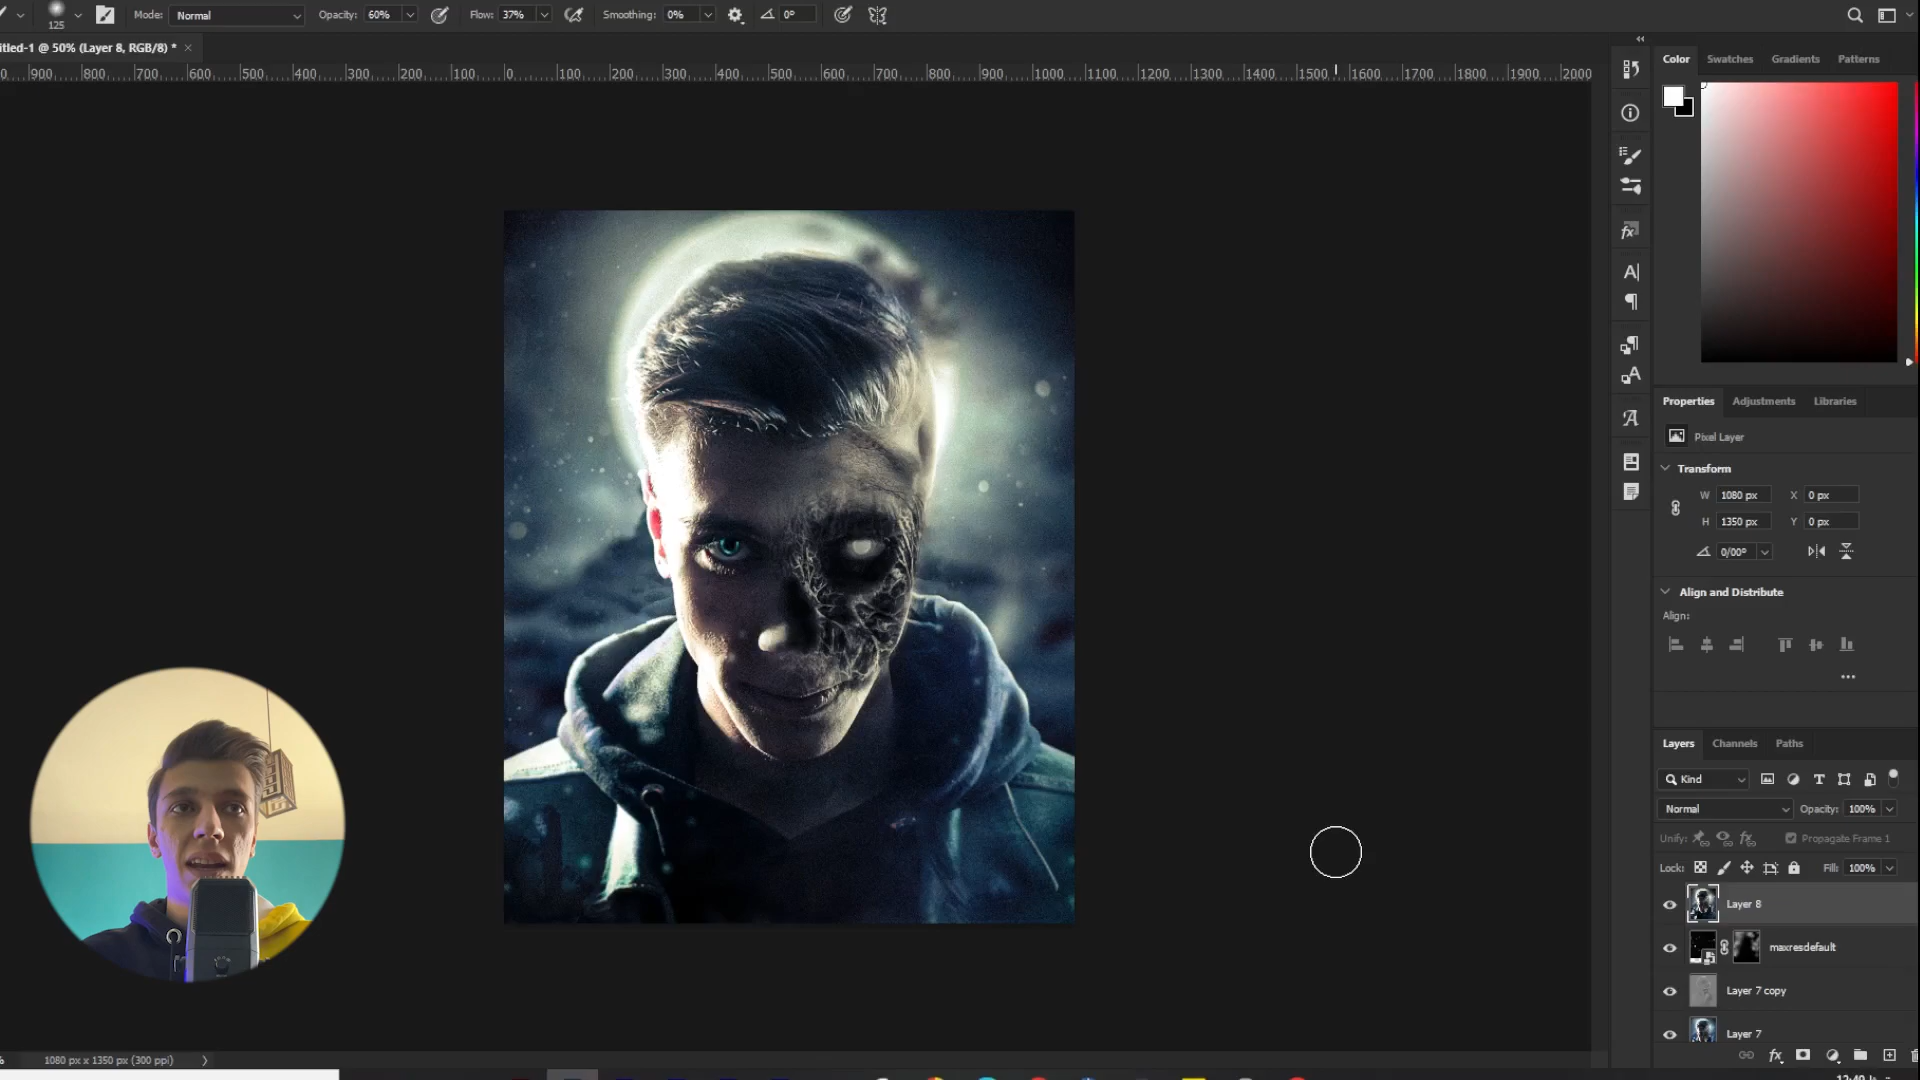 125
Mode: Normal
Opacity: 60%
Flow: 37%
Smoothing: 0%
0°
itled-1 @ 50% (Layer 8, RGB/8) * ×
900 800 700 600 500 400 300 200 100 0 100 200 300 400 500 600 700 800 900 1000 1100 1200 1300 1400 1500 1600 1700 1800 1900 2000
Color Swatches Gradients Patterns
Properties Adjustments Libraries
Pixel Layer
Transform
W 1080 px X 0 px
H 1350 px Y 0 px
0/00°
Align and Distribute
Align:
Layers Channels Paths
Kind
Normal Opacity: 100%
Unify: Propagate Frame 1
Lock: Fill: 100%
Layer 8
maxresdefault
Layer 7 copy
Layer 7
fx
1080 px x 1350 px (300 ppi)